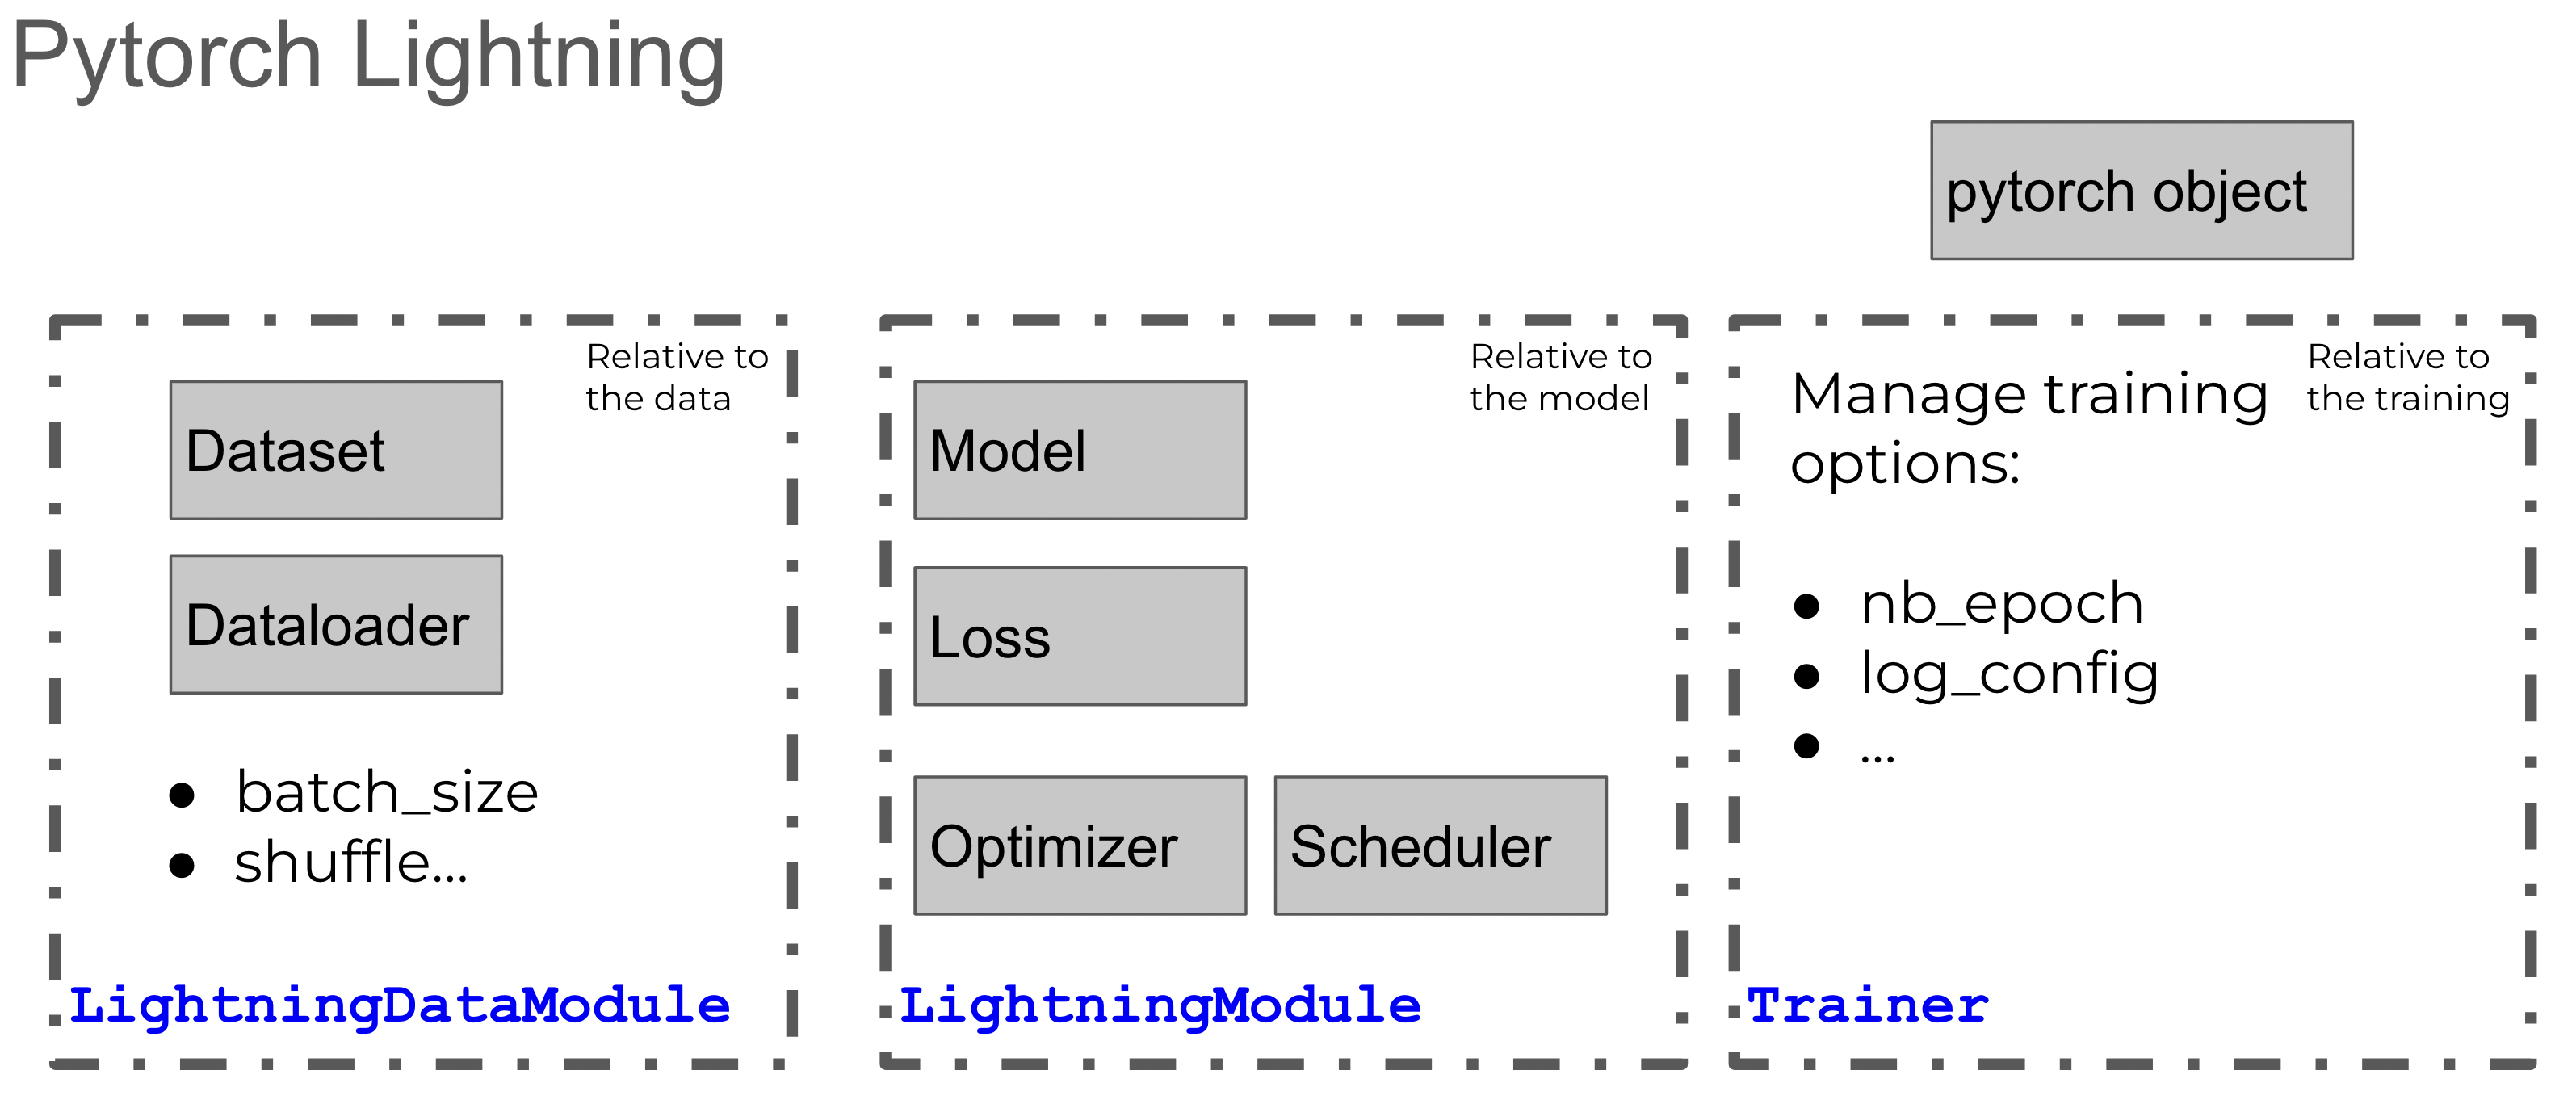 Pytorch Lightning
pytorch object
Relative to
the data
Dataset
Dataloader
● batch_size
● shuffle...
LightningDataModule
Relative to
the model
Model
Loss
Optimizer
Scheduler
LightningModule
Relative to
the training
Manage training
options:
● nb_epoch
● log_config
● ...
Trainer